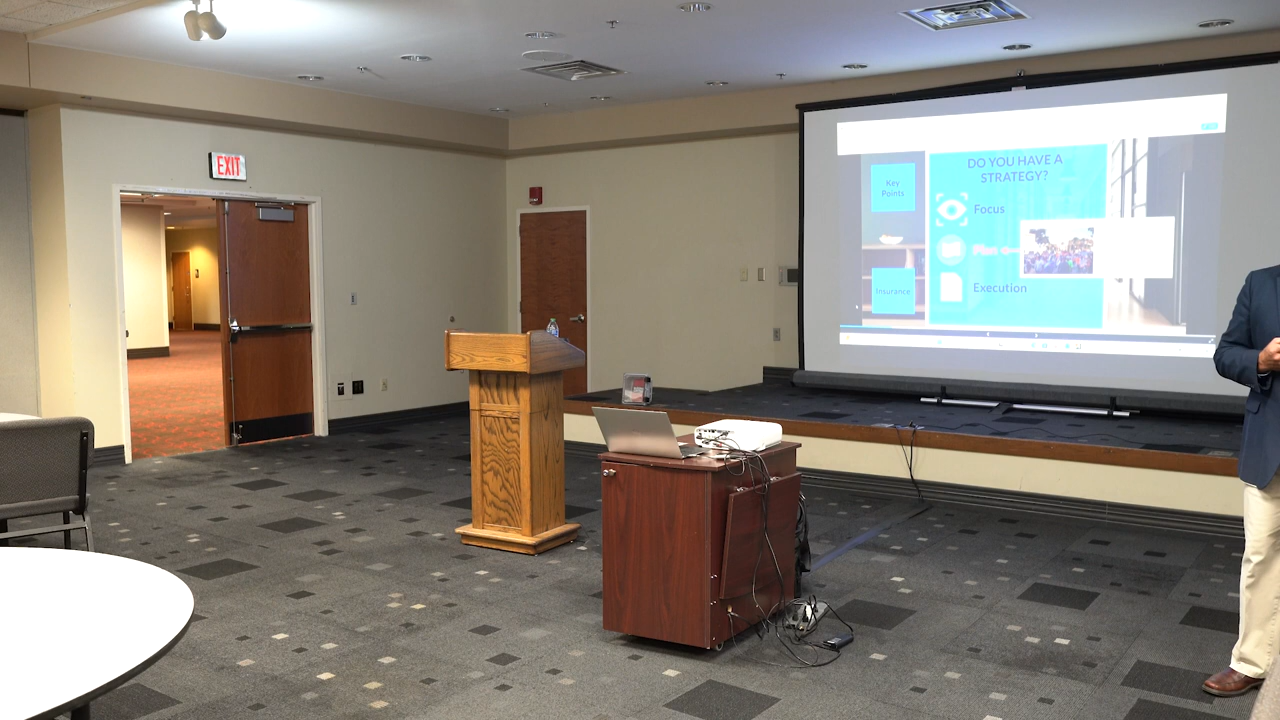 EXIT
DO YOU HAVE A
STRATEGY?
Key
Points
Focus
Plan
Insurance
Execution